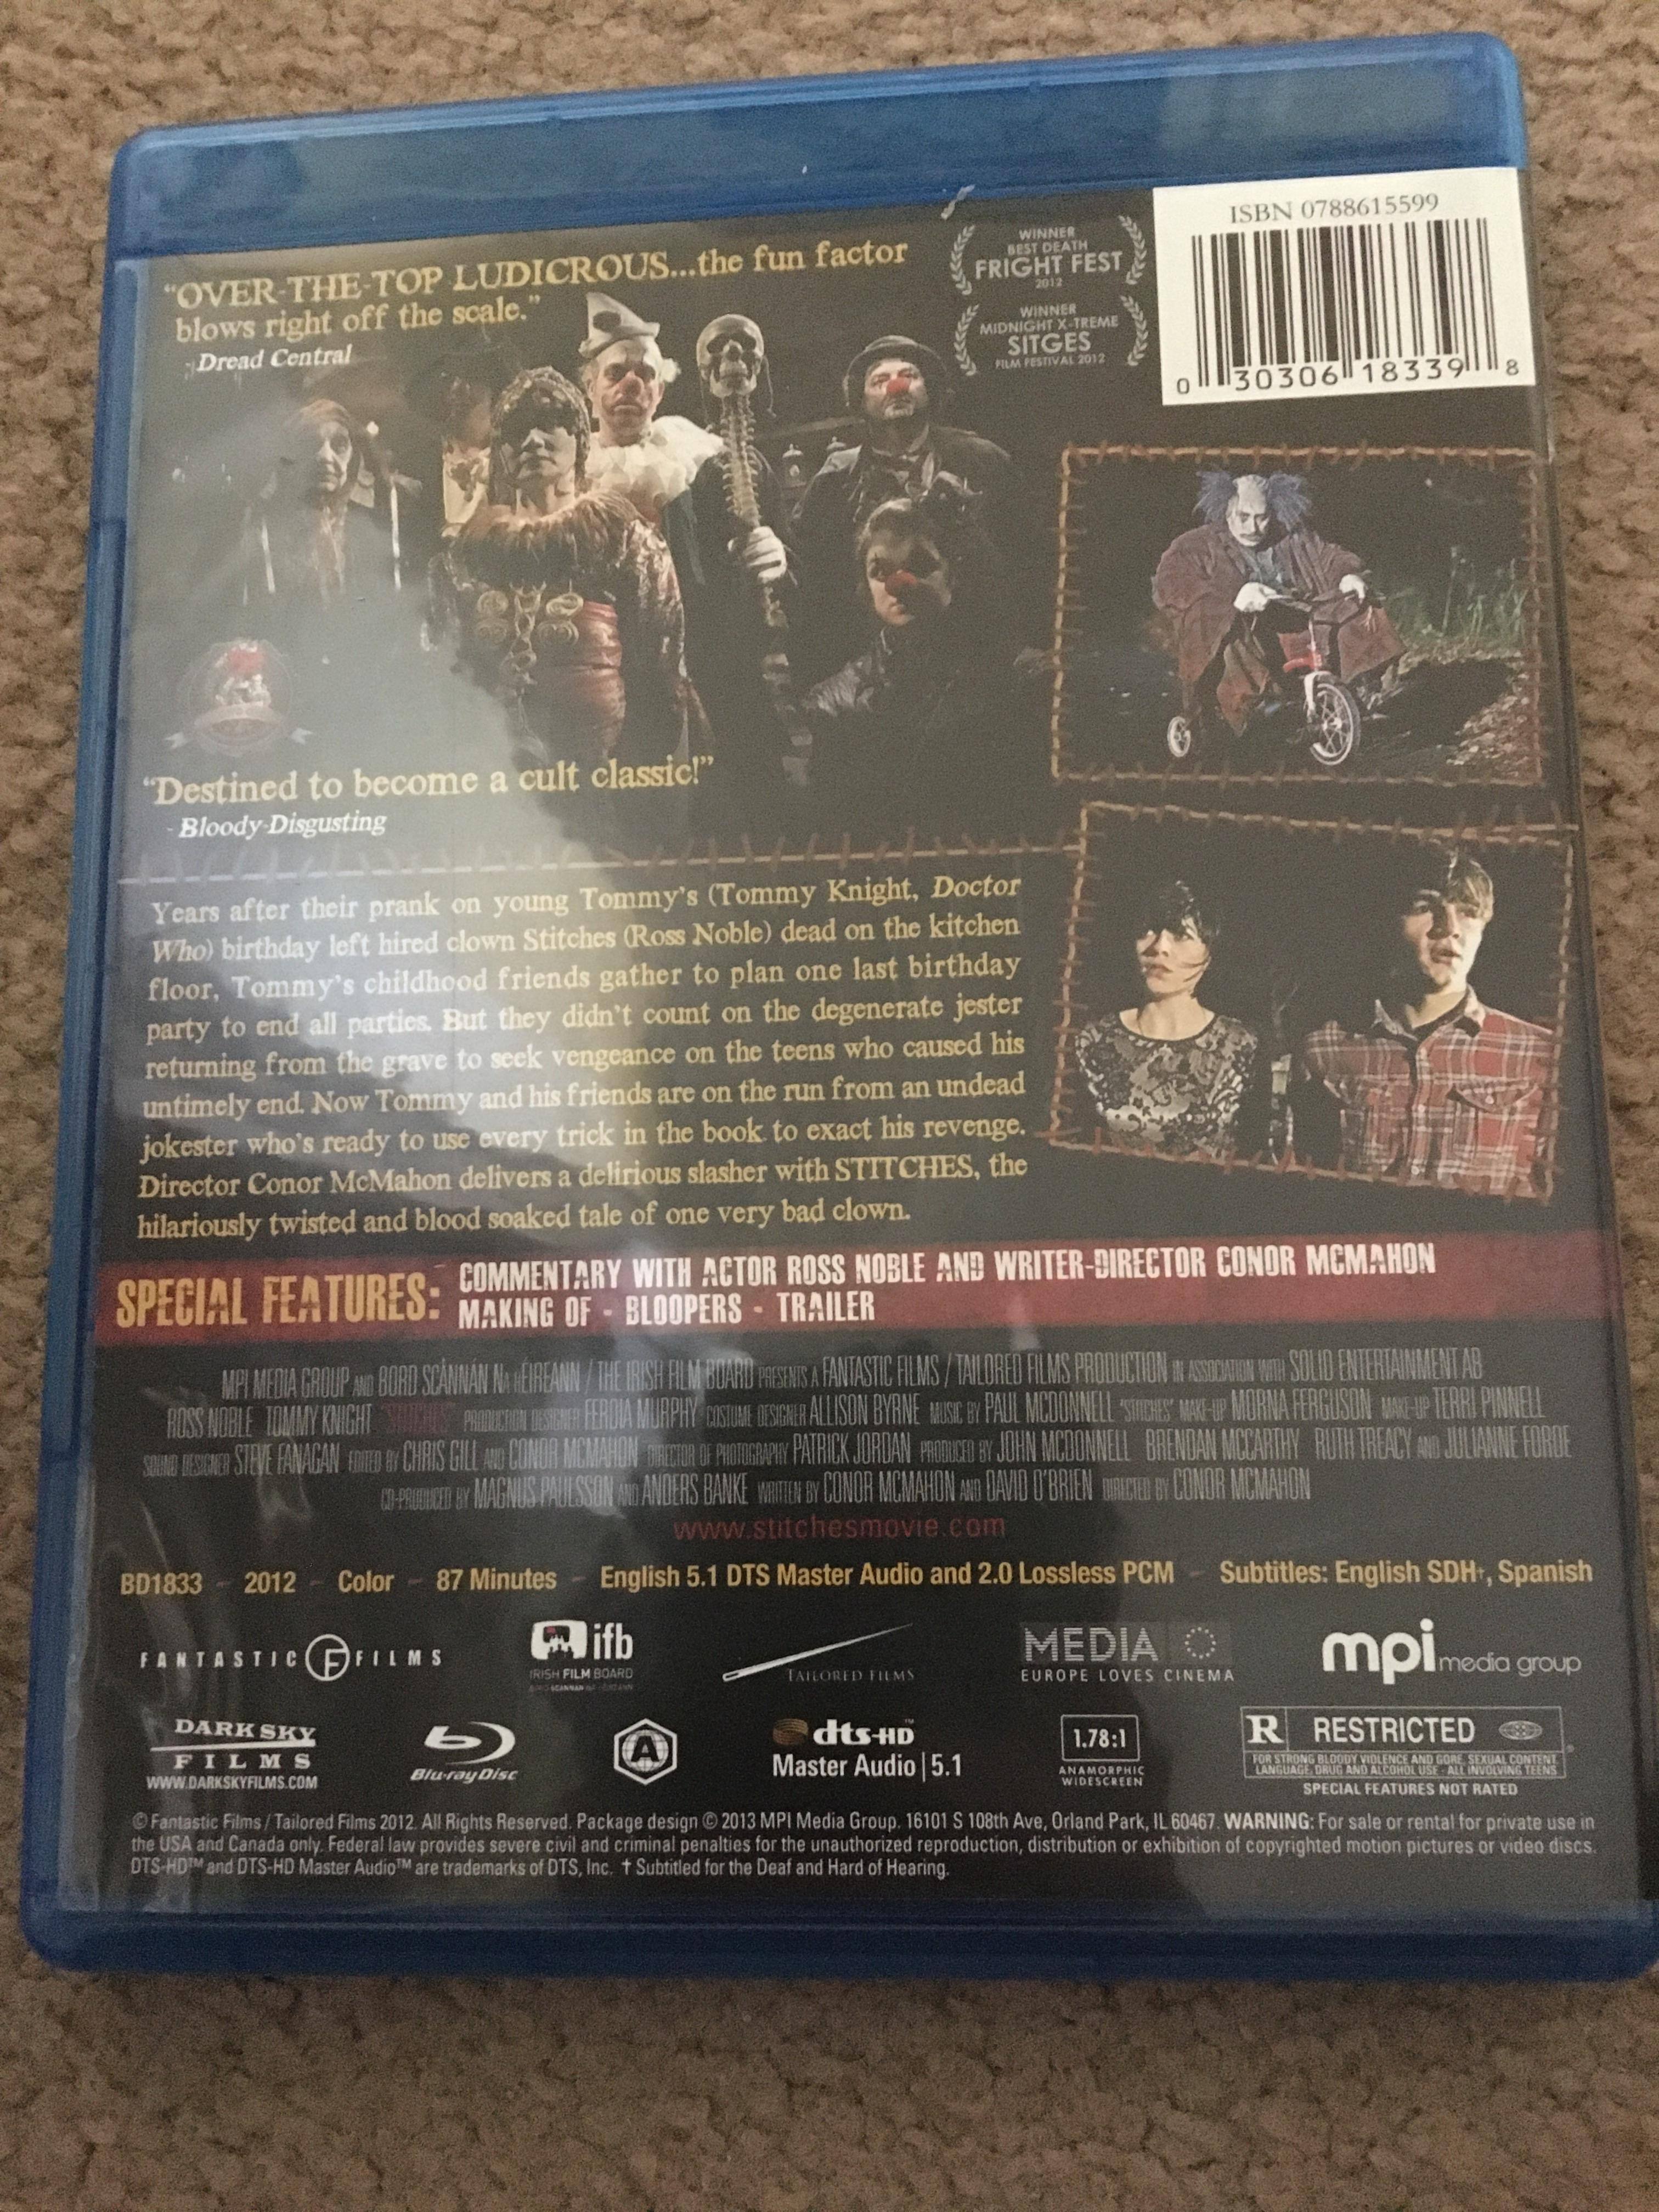 ISBN 0788615599
0 30306 18339 8
"OVER-THE-TOP LUDICROUS...the fun factor
blows right off the scale."
- Dread Central
WINNER
BEST DEATH
FRIGHT FEST
2012
WINNER
MIDNIGHT X-TREME
SITGES
FILM FESTIVAL 2012
"Destined to become a cult classic!"
- Bloody-Disgusting
Years after their prank on young Tommy's (Tommy Knight, Doctor
Who) birthday left hired clown Stitches (Ross Noble) dead on the kitchen
floor, Tommy's childhood friends gather to plan one last birthday
party to end all parties. But they didn't count on the degenerate jester
returning from the grave to seek vengeance on the teens who caused his
untimely end. Now Tommy and his friends are on the run from an undead
jokester who's ready to use every trick in the book to exact his revenge.
Director Conor McMahon delivers a delirious slasher with STITCHES, the
hilariously twisted and blood soaked tale of one very bad clown.
SPECIAL FEATURES: COMMENTARY WITH ACTOR ROSS NOBLE AND WRITER-DIRECTOR CONOR MCMAHON
MAKING OF - BLOOPERS - TRAILER
MPI MEDIA GROUP AND BORD SCÀNNÀN NA hÉIREANN / THE IRISH FILM BOARD PRESENTS A FANTASTIC FILMS / TAILORED FILMS PRODUCTION IN ASSOCIATION WITH SOLID ENTERTAINMENT AB
ROSS NOBLE TOMMY KNIGHT "STITCHES" PRODUCTION DESIGNER FERDIA MURPHY COSTUME DESIGNER ALLISON BYRNE MUSIC BY PAUL MCDONNELL "STITCHES" MAKE-UP MORNA FERGUSON MAKE-UP TERRI PINNELL
SOUND DESIGNER STEVE FANAGAN EDITED BY CHRIS GILL AND CONOR MCMAHON DIRECTOR OF PHOTOGRAPHY PATRICK JORDAN PRODUCED BY JOHN MCDONNELL BRENDAN MCCARTHY RUTH TREACY AND JULIANNE FORDE
CO-PRODUCED BY MAGNUS PAULSSON AND ANDERS BANKE WRITTEN BY CONOR MCMAHON AND DAVID O'BRIEN DIRECTED BY CONOR MCMAHON
www.stitchesmovie.com
BD1833 - 2012 - Color - 87 Minutes - English 5.1 DTS Master Audio and 2.0 Lossless PCM - Subtitles: English SDH†, Spanish
FANTASTIC F FILMS
ifb
IRISH FILM BOARD
TAILORED FILMS
MEDIA
EUROPE LOVES CINEMA
mpi media group
DARK SKY
FILMS
WWW.DARKSKYFILMS.COM
Blu-ray Disc
A
dts-HD™
Master Audio | 5.1
1.78:1
ANAMORPHIC
WIDESCREEN
R RESTRICTED ®
FOR STRONG BLOODY VIOLENCE AND GORE, SEXUAL CONTENT,
LANGUAGE, DRUG AND ALCOHOL USE - ALL INVOLVING TEENS
SPECIAL FEATURES NOT RATED
© Fantastic Films / Tailored Films 2012. All Rights Reserved. Package design © 2013 MPI Media Group. 16101 S 108th Ave, Orland Park, IL 60467. WARNING: For sale or rental for private use in
the USA and Canada only. Federal law provides severe civil and criminal penalties for the unauthorized reproduction, distribution or exhibition of copyrighted motion pictures or video discs.
DTS-HD™ and DTS-HD Master Audio™ are trademarks of DTS, Inc. † Subtitled for the Deaf and Hard of Hearing.